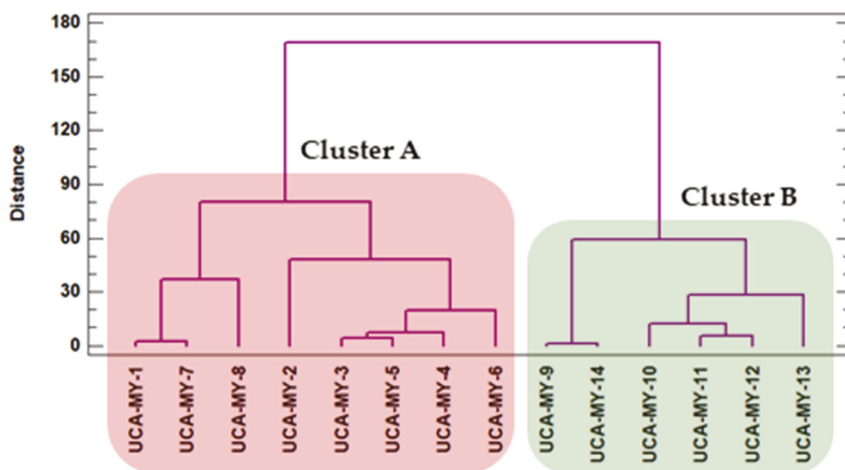 180
150
120
90
60
30
0
Distance
Cluster A
Cluster B
UCA-MY-1
UCA-MY-7
UCA-MY-8
UCA-MY-2
UCA-MY-3
UCA-MY-5
UCA-MY-4
UCA-MY-6
UCA-MY-9
UCA-MY-14
UCA-MY-10
UCA-MY-11
UCA-MY-12
UCA-MY-13